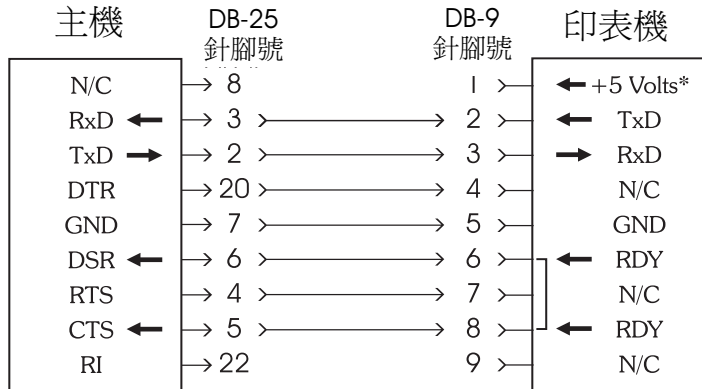 主機 DB-25 DB-9 印表機
針腳號 針腳號
N/C 8 1 +5 Volts*
RxD 3 2 TxD
TxD 2 3 RxD
DTR 20 4 N/C
GND 7 5 GND
DSR 6 6 RDY
RTS 4 7 N/C
CTS 5 8 RDY
RI 22 9 N/C